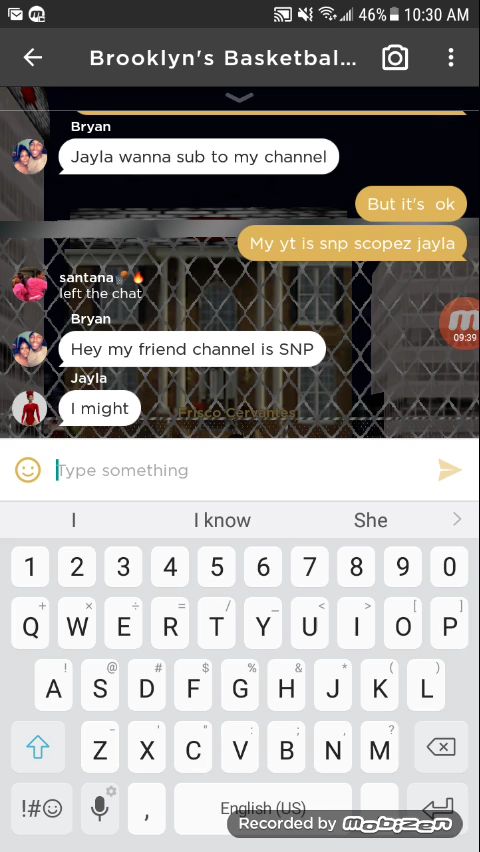 46% 10:30 AM
Brooklyn's Basketbal...
Bryan
Jayla wanna sub to my channel
But it's ok
My yt is snp scopez jayla
santana
left the chat
Bryan
Hey my friend channel is SNP
09:39
Jayla
I might
Frisco Cervantes
Type something
I I know She
1 2 3 4 5 6 7 8 9 0
+ × ÷ = / _ < > [ ]
Q W E R T Y U I O P
! @ # $ % & * ( )
A S D F G H J K L
- ' " : ; , ?
Z X C V B N M
!#☺ , English (US)
Recorded by mobizen